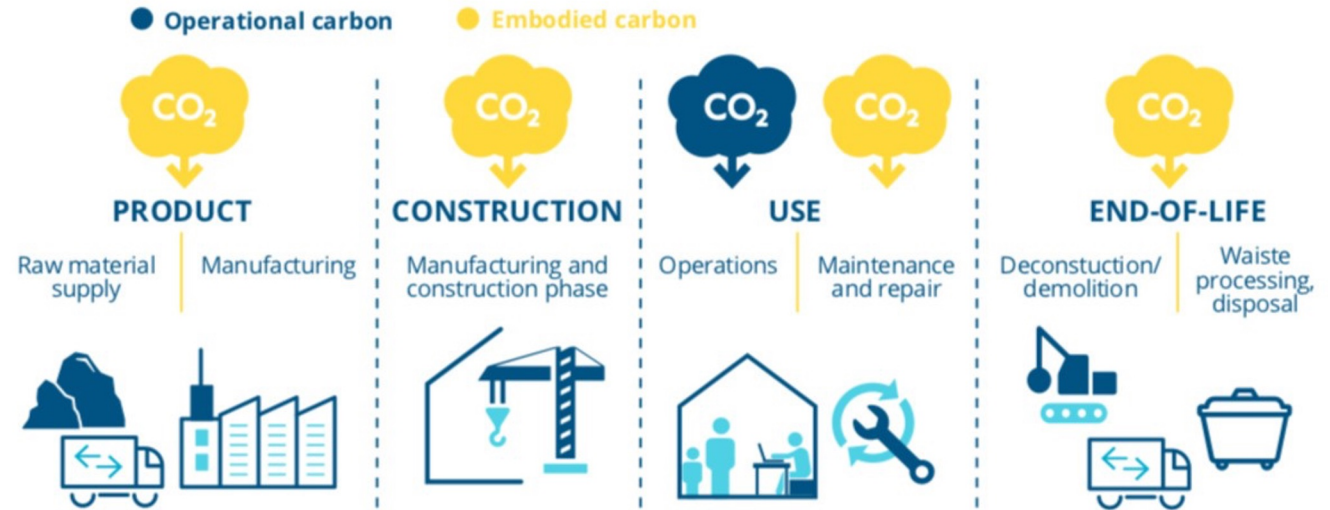 Operational carbon
Embodied carbon
CO₂
CO₂
CO₂
CO₂
CO₂
PRODUCT
CONSTRUCTION
USE
END-OF-LIFE
Raw material
supply
Manufacturing
Manufacturing and
construction phase
Operations
Maintenance
and repair
Deconstuction/
demolition
Waiste
processing,
disposal